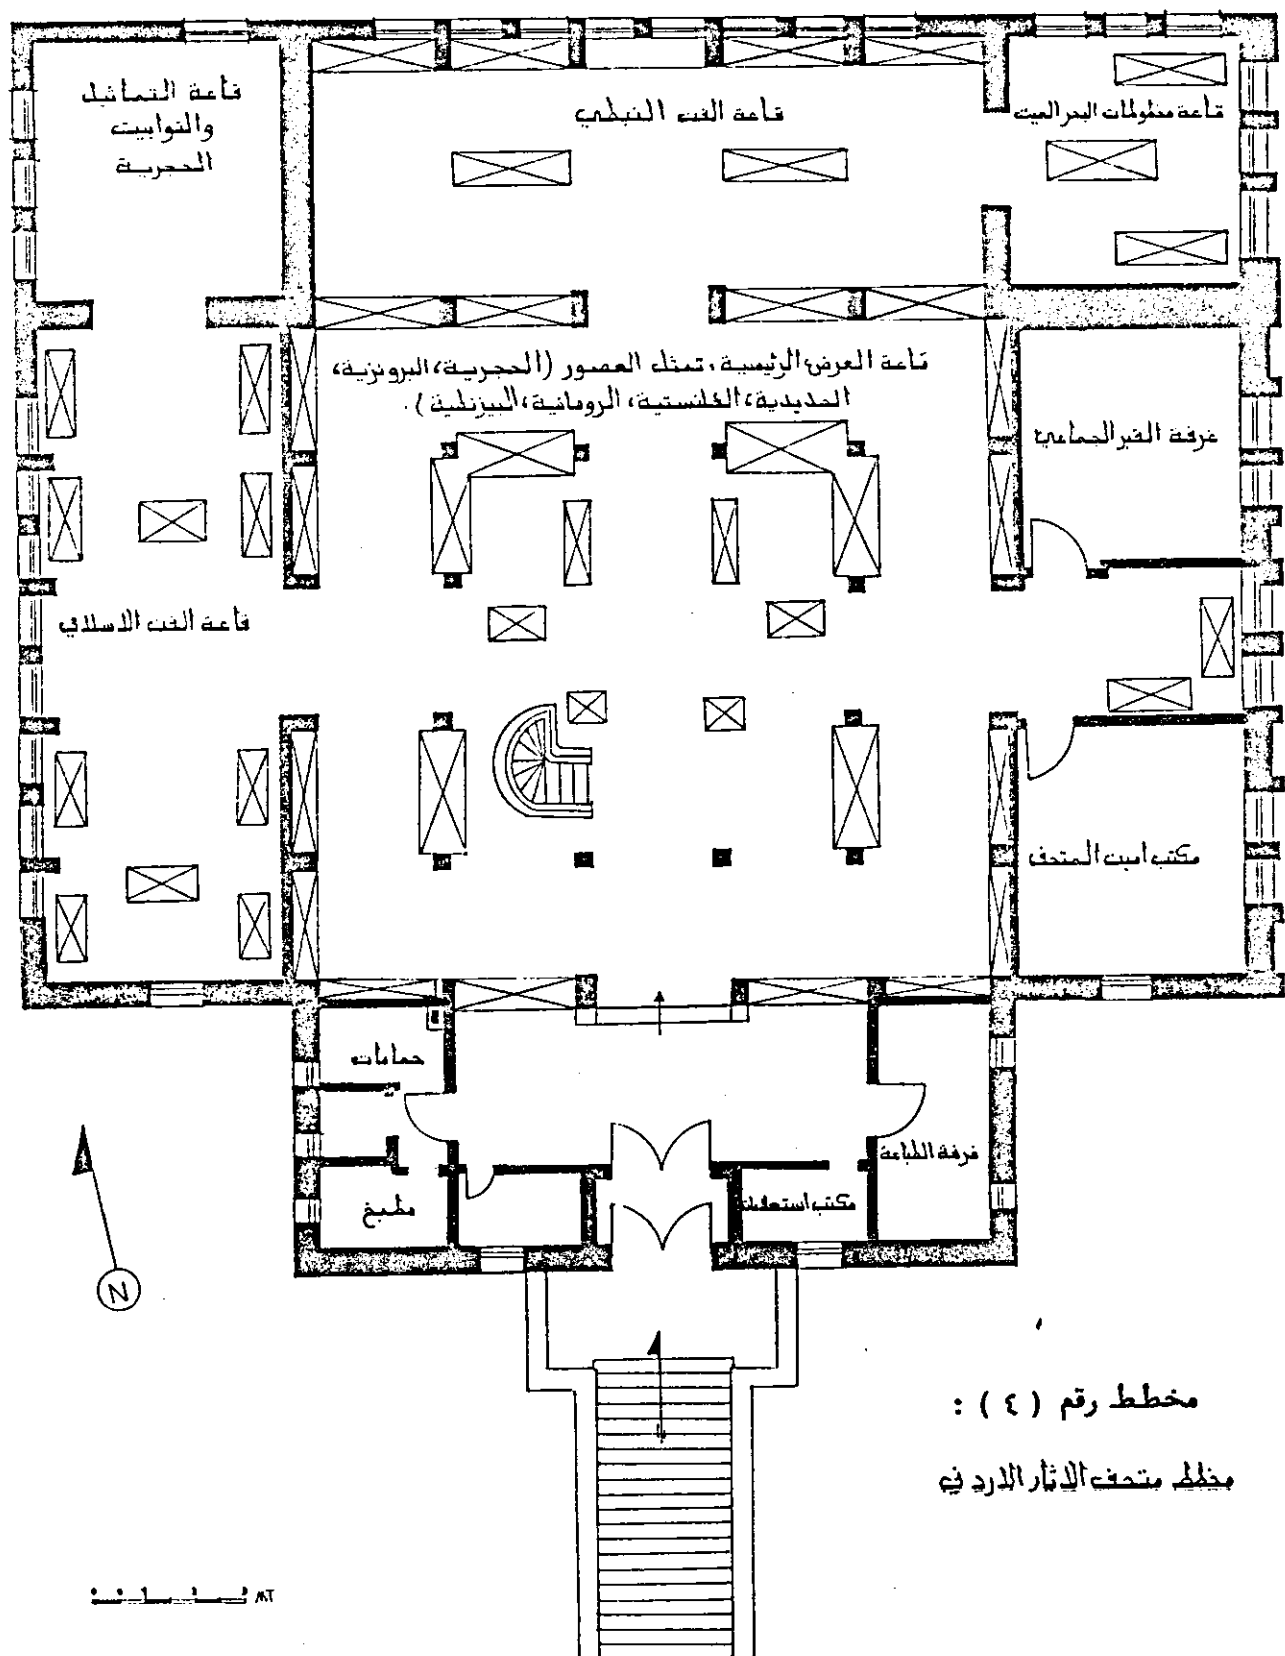 قاعة التماثيل
والتوابيت
الحجرية
قاعة الفن النبطي
قاعة مخطوطات البحر الميت
قاعة العرض الرئيسية، تمثل العصور (الحجرية، البرونزية،
الحديدية، الهلنستية، الرومانية، البيزنطية).
غرفة القبر الجماعي
قاعة الفن الاسلامي
مكتب امين المتحف
حمامات
غرفة الطباعة
مطبخ
مكتب استعلامات
N
مخطط رقم (٤) :
مخطط متحف الاثار الاردني